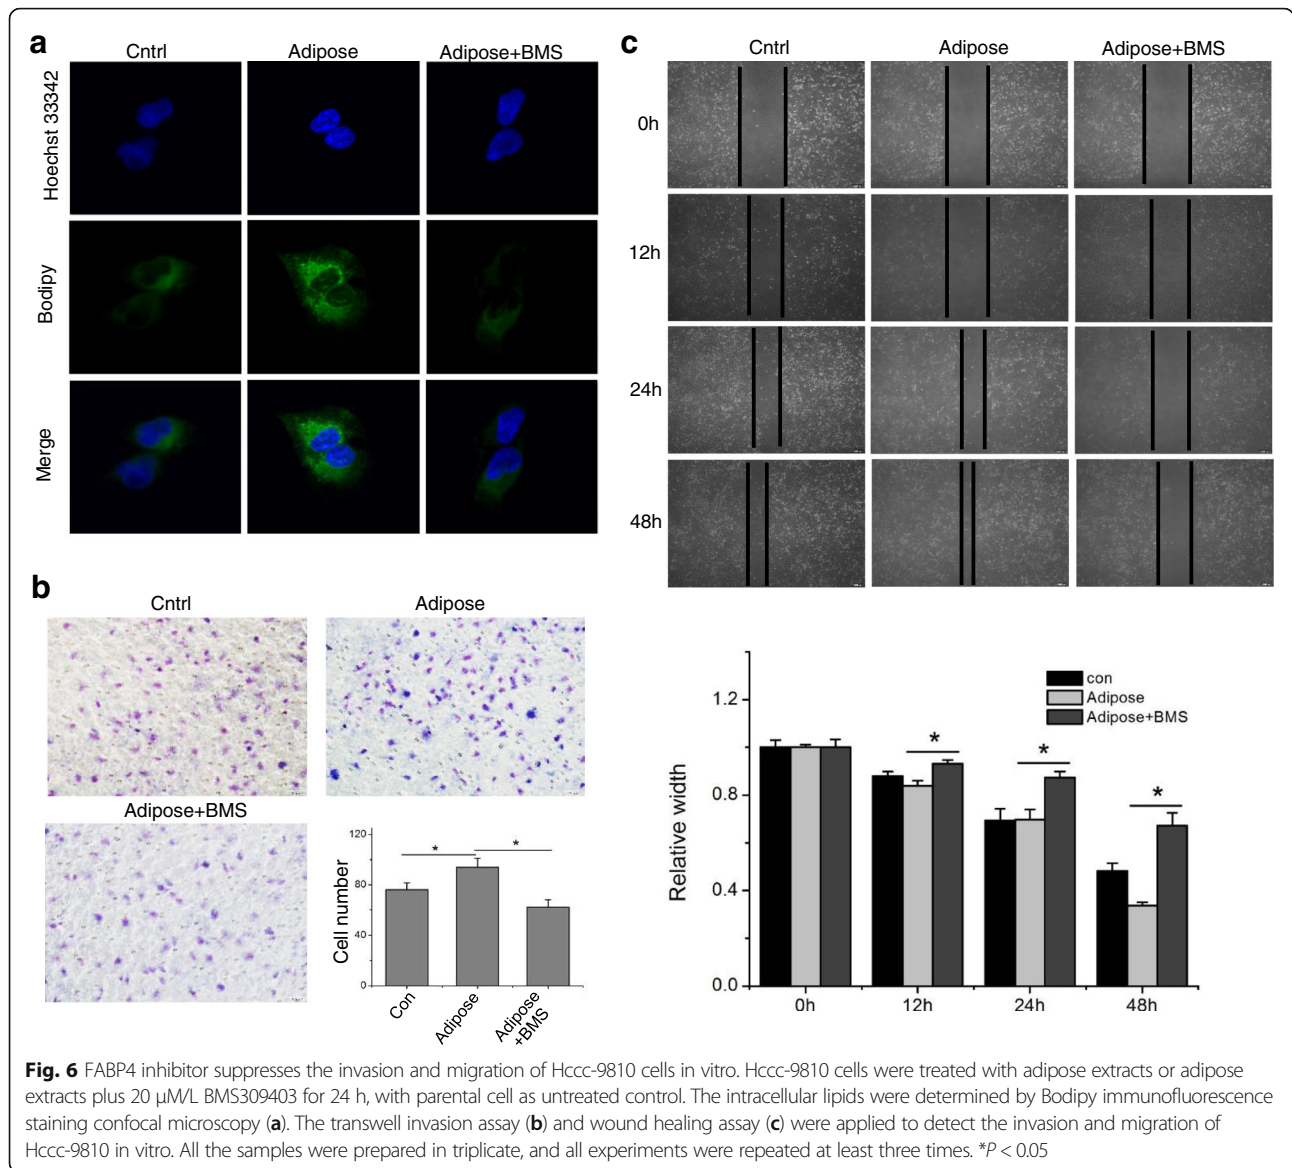 a
Cntrl
Adipose
Adipose+BMS
Hoechst 33342
Bodipy
Merge
b
Cntrl
Adipose
Adipose+BMS
120
80
40
0
Cell number
*
*
Con
Adipose
Adipose
+BMS
c
Cntrl
Adipose
Adipose+BMS
0h
12h
24h
48h
con
Adipose
Adipose+BMS
1.2
0.8
0.4
0.0
Relative width
*
*
*
0h
12h
24h
48h
Fig. 6 FABP4 inhibitor suppresses the invasion and migration of Hccc-9810 cells in vitro. Hccc-9810 cells were treated with adipose extracts or adipose
extracts plus 20 μM/L BMS309403 for 24 h, with parental cell as untreated control. The intracellular lipids were determined by Bodipy immunofluorescence
staining confocal microscopy (a). The transwell invasion assay (b) and wound healing assay (c) were applied to detect the invasion and migration of
Hccc-9810 in vitro. All the samples were prepared in triplicate, and all experiments were repeated at least three times. *P < 0.05